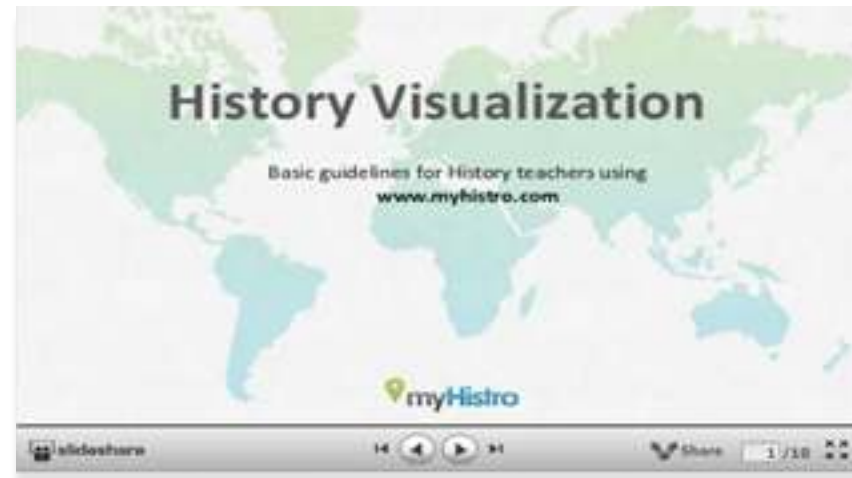 History Visualization
Basic guidelines for History teachers using
www.myhistro.com
myHistro
slideshare
Share
1 /18